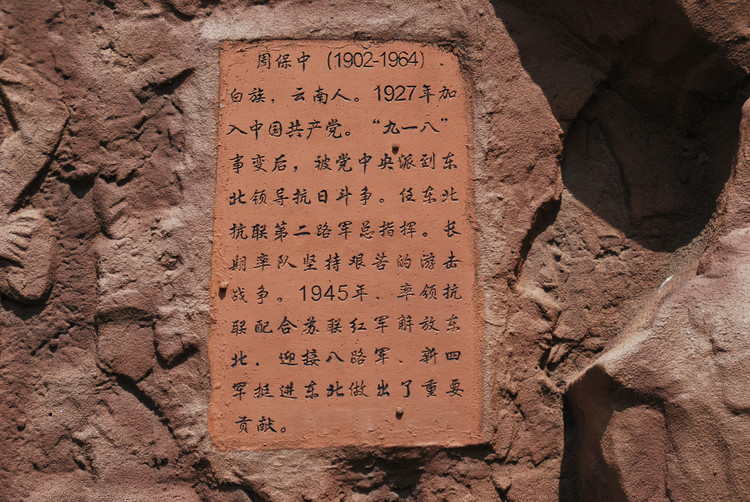 周保中（1902-1964）.
白族，云南人。1927年加
入中国共产党。“九一八”
事变后，被党中央派到东
北领导抗日斗争。任东北
抗联第二路军总指挥。长
期率队坚持艰苦的游击
战争。1945年、率领抗
联配合苏联红军解放东
北．迎接八路军、新四
军挺进东北做出了重要
贡献。